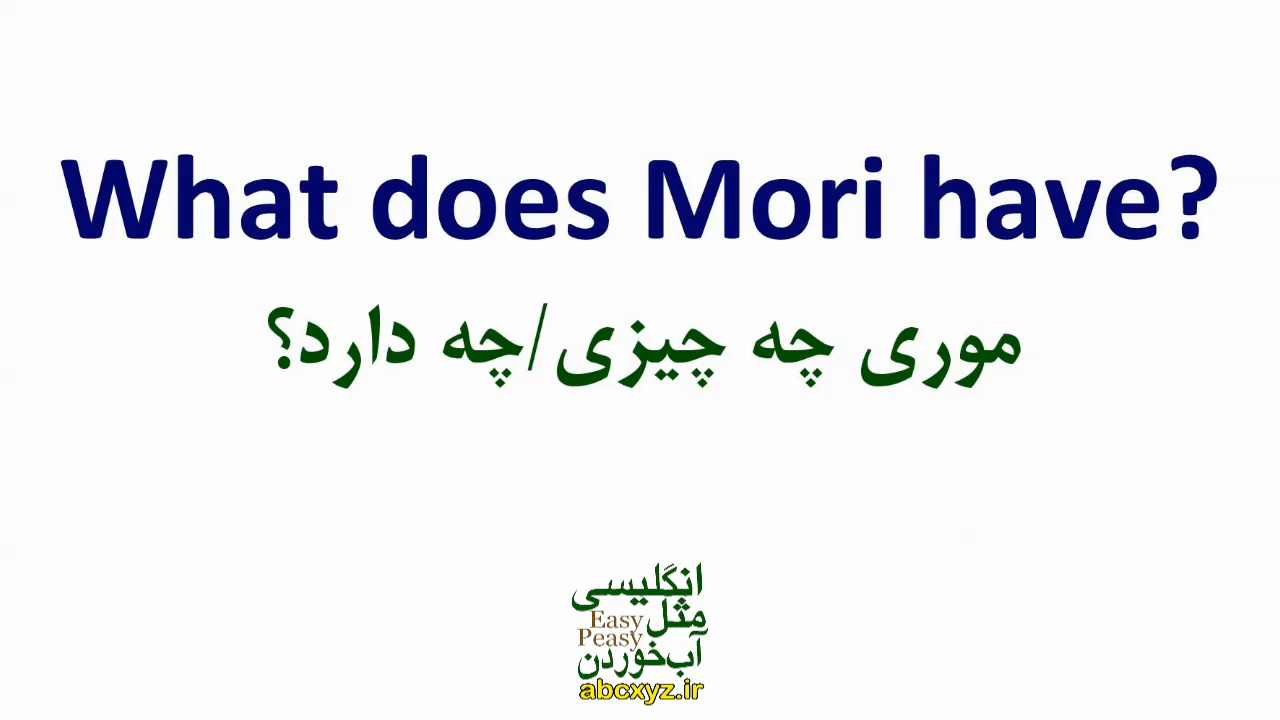 What does Mori have?
موری چه چیزی/چه دارد؟
انگلیسی
مثل
Easy
Peasy
آب‌خوردن
abcxyz.ir